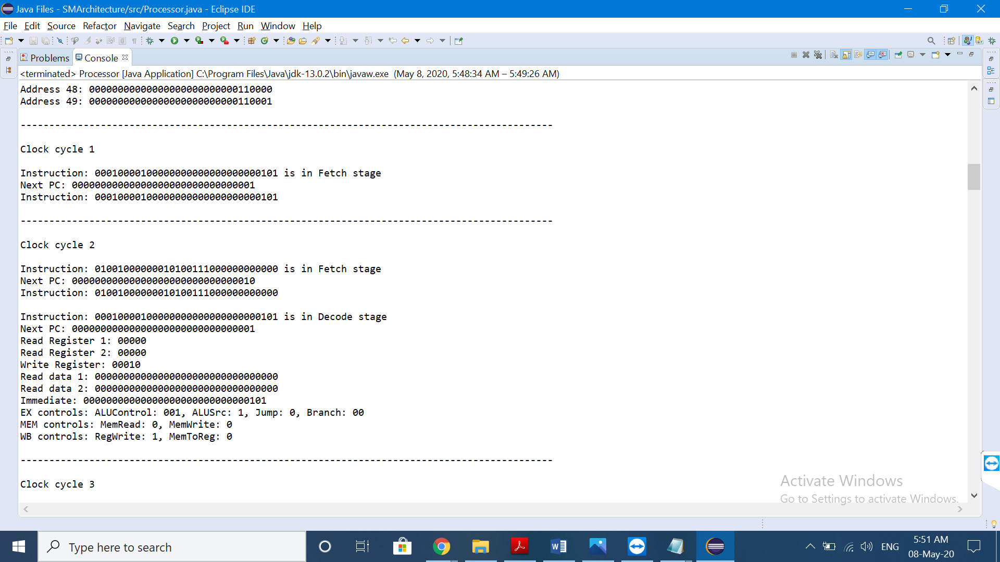 Java Files - SMArchitecture/src/Processor.java - Eclipse IDE
File Edit Source Refactor Navigate Search Project Run Window Help
Problems Console
<terminated> Processor [Java Application] C:\Program Files\Java\jdk-13.0.2\bin\javaw.exe (May 8, 2020, 5:48:34 AM – 5:49:26 AM)
Address 48: 00000000000000000000000000110000
Address 49: 00000000000000000000000000110001
---------------------------------------------------------------------------------------------
Clock cycle 1
Instruction: 00010000100000000000000000000101 is in Fetch stage
Next PC: 00000000000000000000000000000001
Instruction: 00010000100000000000000000000101
---------------------------------------------------------------------------------------------
Clock cycle 2
Instruction: 01001000000010100111000000000000 is in Fetch stage
Next PC: 00000000000000000000000000000010
Instruction: 01001000000010100111000000000000
Instruction: 00010000100000000000000000000101 is in Decode stage
Next PC: 00000000000000000000000000000001
Read Register 1: 00000
Read Register 2: 00000
Write Register: 00010
Read data 1: 00000000000000000000000000000000
Read data 2: 00000000000000000000000000000000
Immediate: 00000000000000000000000000000101
EX controls: ALUControl: 001, ALUSrc: 1, Jump: 0, Branch: 00
MEM controls: MemRead: 0, MemWrite: 0
WB controls: RegWrite: 1, MemToReg: 0
---------------------------------------------------------------------------------------------
Clock cycle 3
Activate Windows
Go to Settings to activate Windows.
Type here to search
ENG
5:51 AM
08-May-20